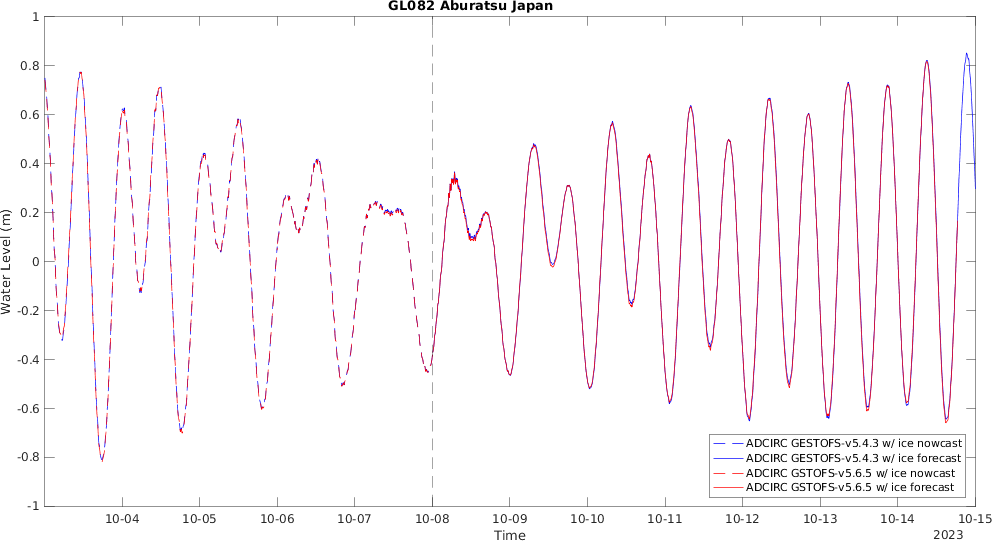 GL082 Aburatsu Japan
1
0.8
0.6
0.4
0.2
0
-0.2
-0.4
-0.6
-0.8
-1
Water Level (m)
ADCIRC GESTOFS-v5.4.3 w/ ice nowcast
ADCIRC GESTOFS-v5.4.3 w/ ice forecast
ADCIRC GSTOFS-v5.6.5 w/ ice nowcast
ADCIRC GSTOFS-v5.6.5 w/ ice forecast
10-04 10-05 10-06 10-07 10-08 10-09 10-10 10-11 10-12 10-13 10-14 10-15
Time
2023